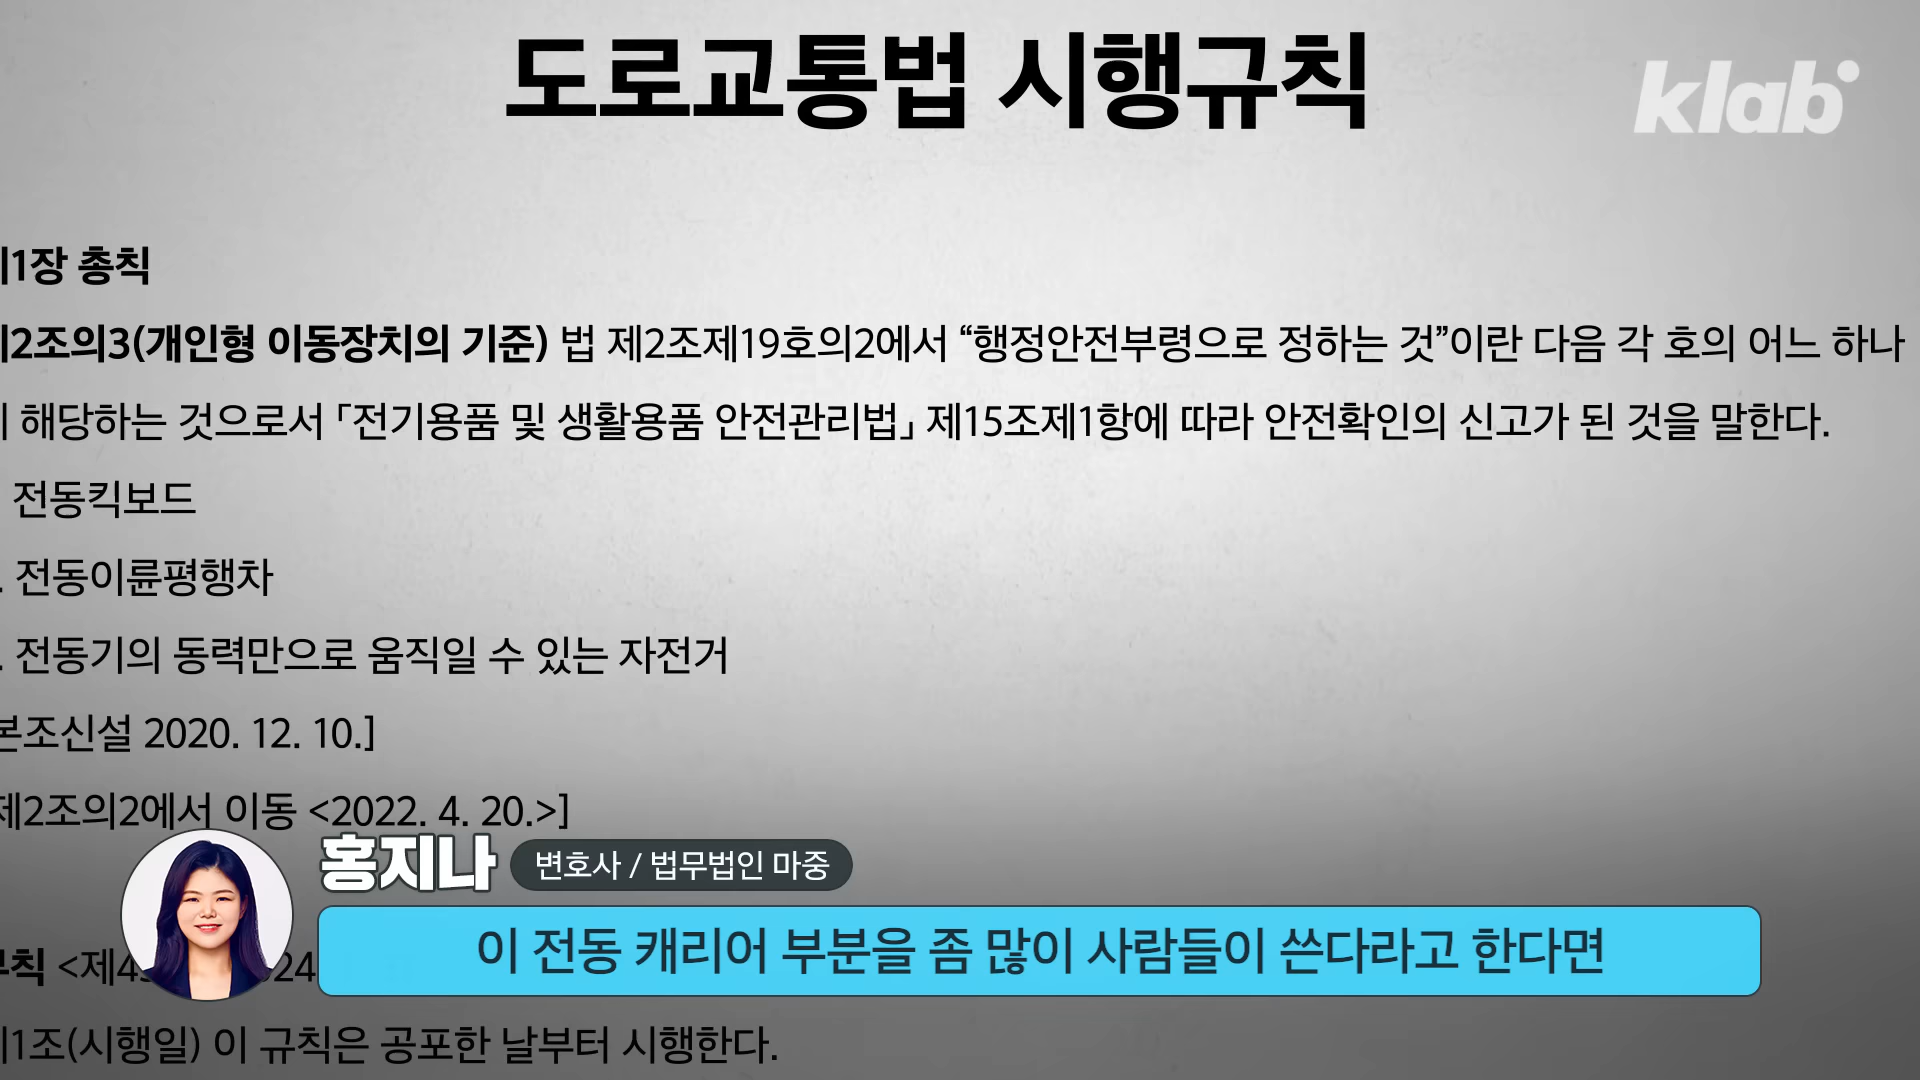 도로교통법 시행규칙
klab
1장 총칙
2조의3(개인형 이동장치의 기준) 법 제2조제19호의2에서 “행정안전부령으로 정하는 것”이란 다음 각 호의 어느 하나
해당하는 것으로서 「전기용품 및 생활용품 안전관리법」 제15조제1항에 따라 안전확인의 신고가 된 것을 말한다.
전동킥보드
. 전동이륜평행차
. 전동기의 동력만으로 움직일 수 있는 자전거
본조신설 2020. 12. 10.]
제2조의2에서 이동 <2022. 4. 20.>]
홍지나
변호사 / 법무법인 마중
이 전동 캐리어 부분을 좀 많이 사람들이 쓴다라고 한다면
칙 <제4 24
1조(시행일) 이 규칙은 공포한 날부터 시행한다.